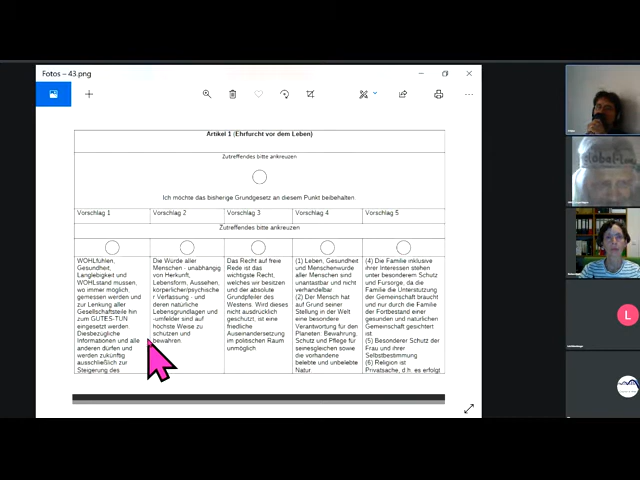 Fotos – 43.png
Artikel 1 (Ehrfurcht vor dem Leben)
Zutreffendes bitte ankreuzen
Ich möchte das bisherige Grundgesetz an diesem Punkt beibehalten
Vorschlag 1 Vorschlag 2 Vorschlag 3 Vorschlag 4 Vorschlag 5
Zutreffendes bitte ankreuzen
WOHLfühlen,
Gesundheit,
Langlebigkeit und
WOHLstand müssen,
wo immer möglich,
gemessen werden und
zur Lenkung aller
Gesellschaftsteile hin
zum GUTES-TUN
eingesetzt werden.
Diesbezügliche
Informationen und alle
anderen dürfen und
werden zukünftig
ausschließlich zur
Steigerung des
Die Würde aller
Menschen - unabhängig
von Herkunft,
Lebensform, Aussehen,
körperlicher/psychische
r Verfassung - und
deren natürliche
Lebensgrundlagen und
-umfelder sind auf
höchste Weise zu
schützen und
bewahren.
Das Recht auf freie
Rede ist das
wichtigste Recht,
welches wir besitzen
und der absolute
Grundpfeiler des
Westens. Wird dieses
nicht ausdrücklich
geschützt, ist eine
friedliche
Auseinandersetzung
im politischen Raum
unmöglich
(1) Leben, Gesundheit
und Menschenwürde
aller Menschen sind
unantastbar und nicht
verhandelbar
(2) Der Mensch hat
auf Grund seiner
Stellung in der Welt
eine besondere
Verantwortung für den
Planeten. Bewahrung,
Schutz und Pflege für
seinesgleichen sowie
die vorhandene
belebte und unbelebte
Natur.
(4) Die Familie inklusive
ihrer Interessen stehen
unter besonderem Schutz
und Fürsorge, da die
Familie die Unterstützung
der Gemeinschaft braucht
und nur durch die Familie
der Fortbestand einer
gesunden und natürlichen
Gemeinschaft gesichert
ist.
(5) Besonderer Schutz der
Frau und ihrer
Selbstbestimmung
(6) Religion ist
Privatsache, d.h. es erfolgt
L